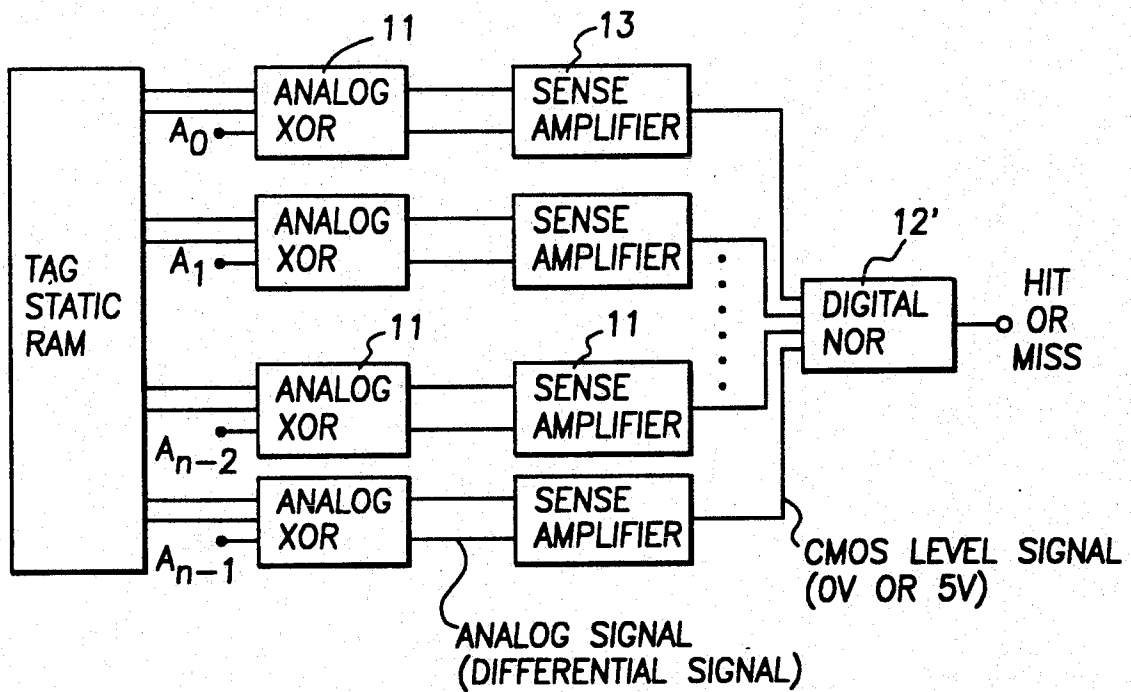 11
13
ANALOG
XOR
SENSE
AMPLIFIER
A0
ANALOG
XOR
SENSE
AMPLIFIER
A1
12'
TAG
STATIC
RAM
DIGITAL
NOR
HIT
OR
MISS
11
11
ANALOG
XOR
SENSE
AMPLIFIER
An-2
ANALOG
XOR
SENSE
AMPLIFIER
An-1
CMOS LEVEL SIGNAL
(0V OR 5V)
ANALOG SIGNAL
(DIFFERENTIAL SIGNAL)